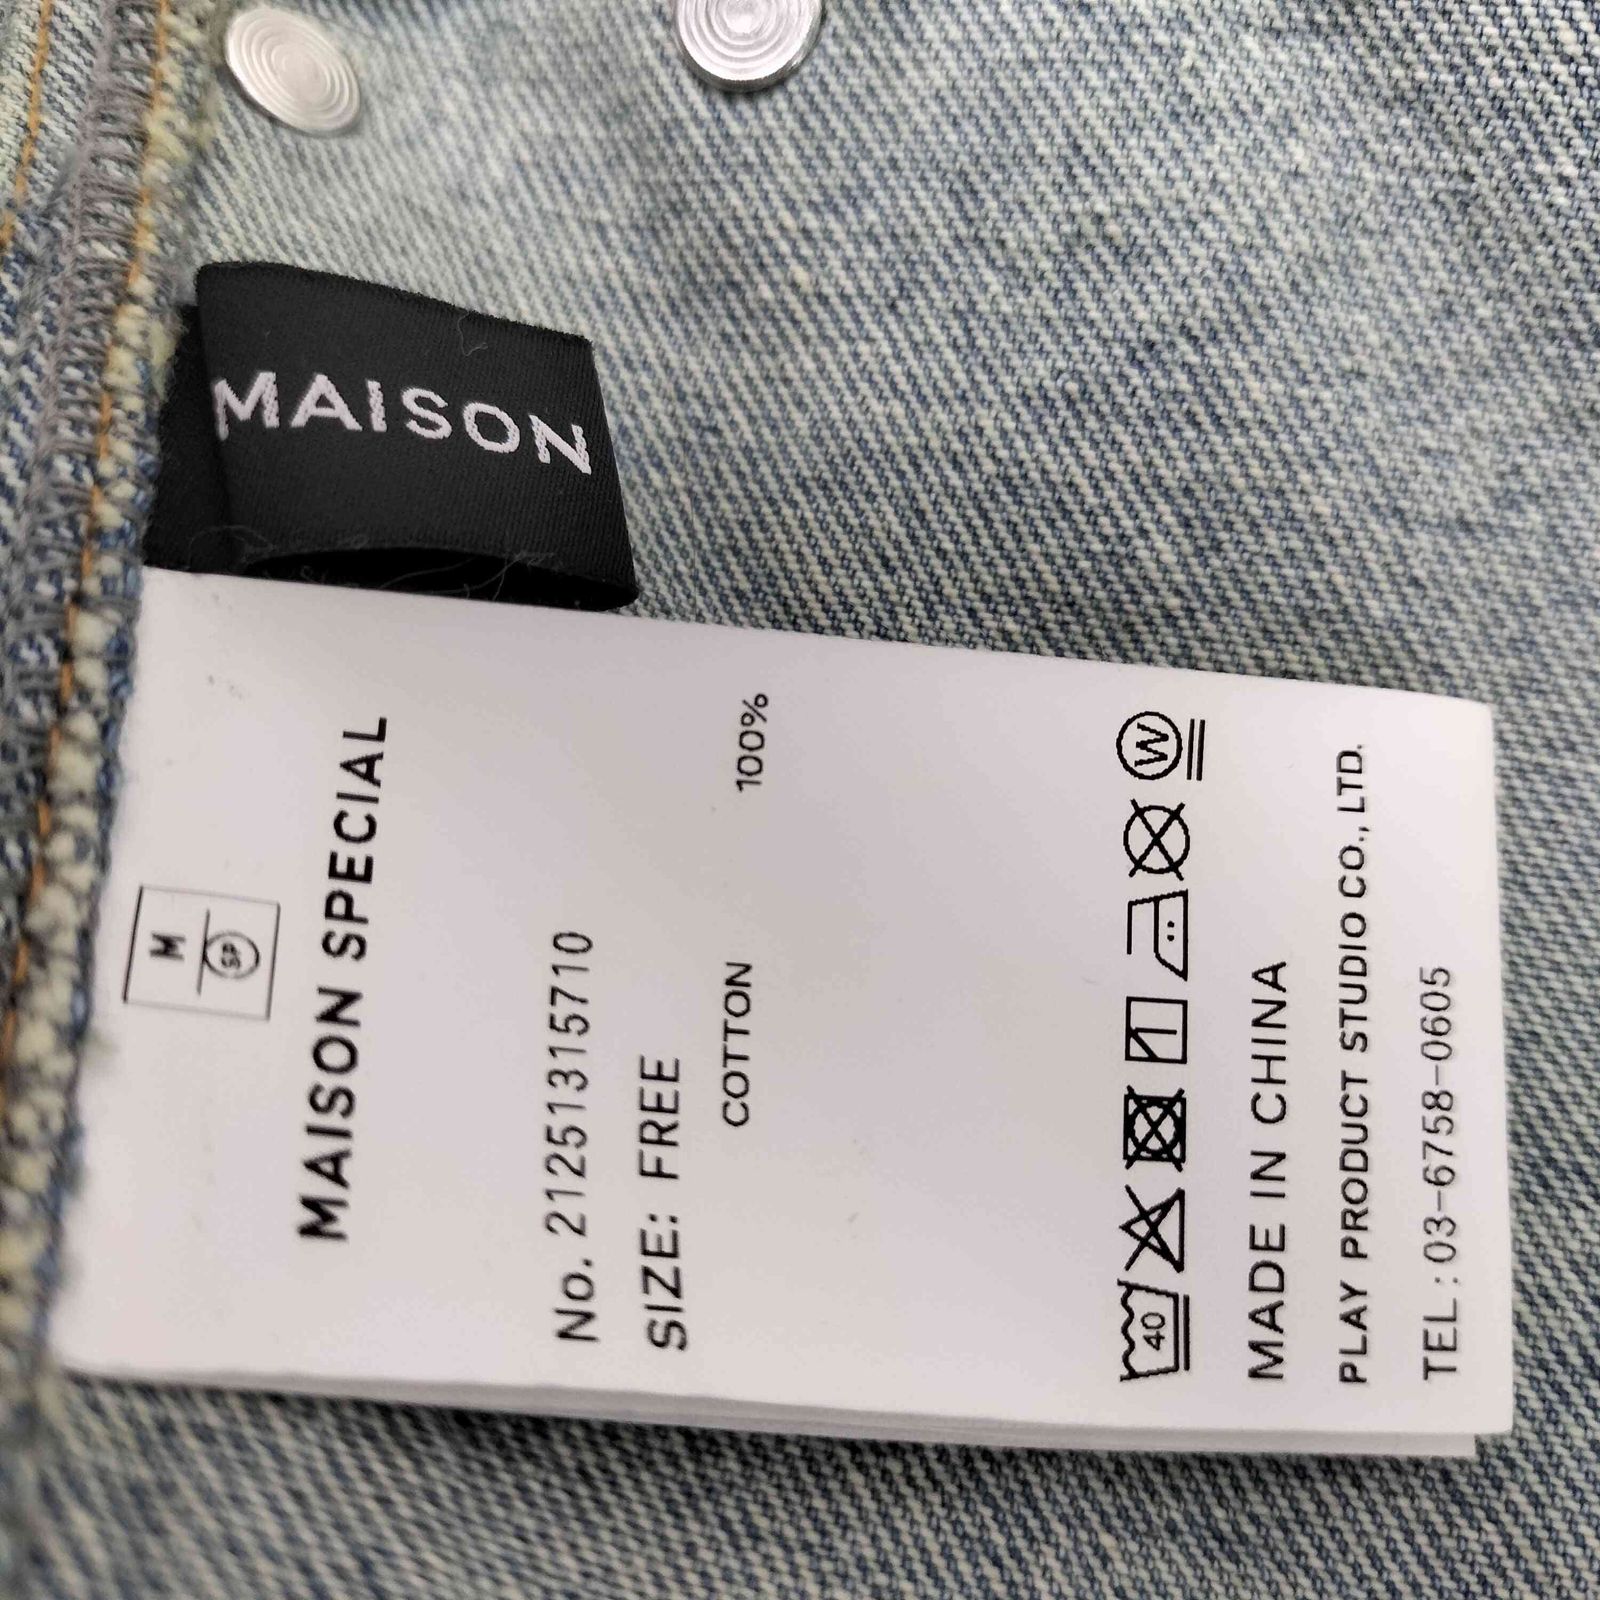 MAISON
M
SP
MAISON SPECIAL
No. 21251315710
SIZE: FREE
COTTON 100%
40
W
MADE IN CHINA
PLAY PRODUCT STUDIO CO., LTD.
TEL : 03-6758-0605